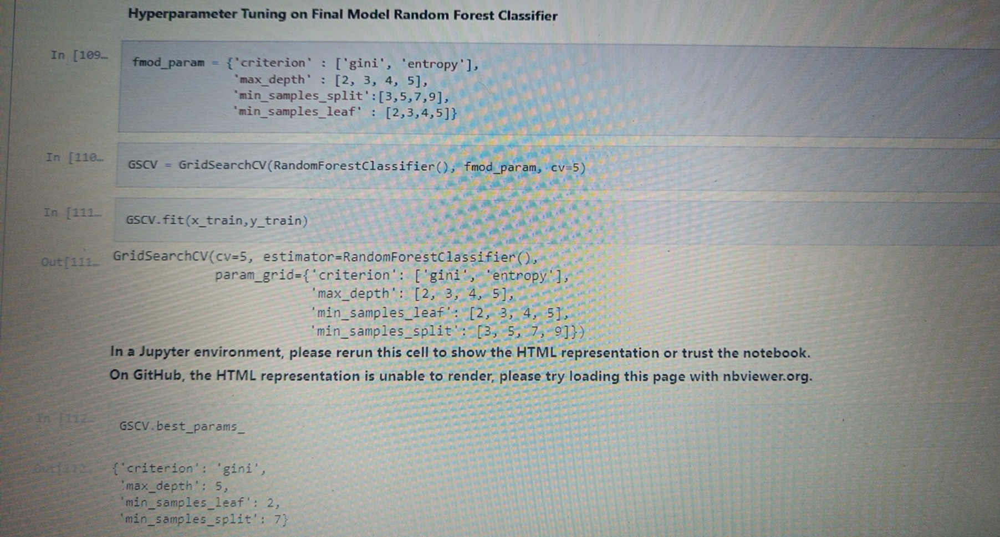 Hyperparameter Tuning on Final Model Random Forest Classifier
In [109…
fmod_param = {'criterion' : ['gini', 'entropy'],
'max_depth' : [2, 3, 4, 5],
'min_samples_split':[3,5,7,9],
'min_samples_leaf' : [2,3,4,5]}
In [110…
GSCV = GridSearchCV(RandomForestClassifier(), fmod_param, cv=5)
In [111…
GSCV.fit(x_train,y_train)
Out[111…
GridSearchCV(cv=5, estimator=RandomForestClassifier(),
param_grid={'criterion': ['gini', 'entropy'],
'max_depth': [2, 3, 4, 5],
'min_samples_leaf': [2, 3, 4, 5],
'min_samples_split': [3, 5, 7, 9]})
In a Jupyter environment, please rerun this cell to show the HTML representation or trust the notebook.
On GitHub, the HTML representation is unable to render, please try loading this page with nbviewer.org.
In [112…
GSCV.best_params_
Out[112…
{'criterion': 'gini',
'max_depth': 5,
'min_samples_leaf': 2,
'min_samples_split': 7}